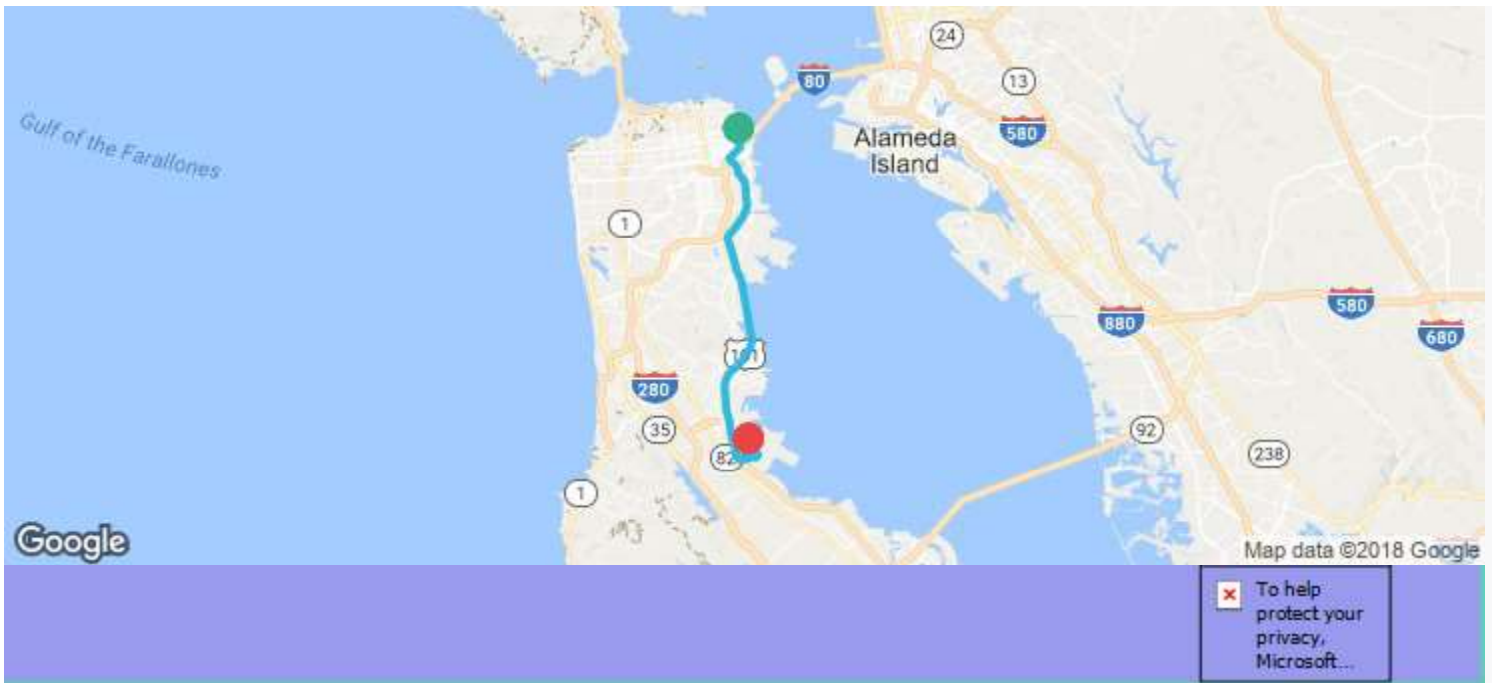 24
80
13
580
Gulf of the Farallones
Alameda
Island
1
580
880
680
101
280
35
92
82
238
1
Google
Map data ©2018 Google
To help
protect your
privacy,
Microsoft...